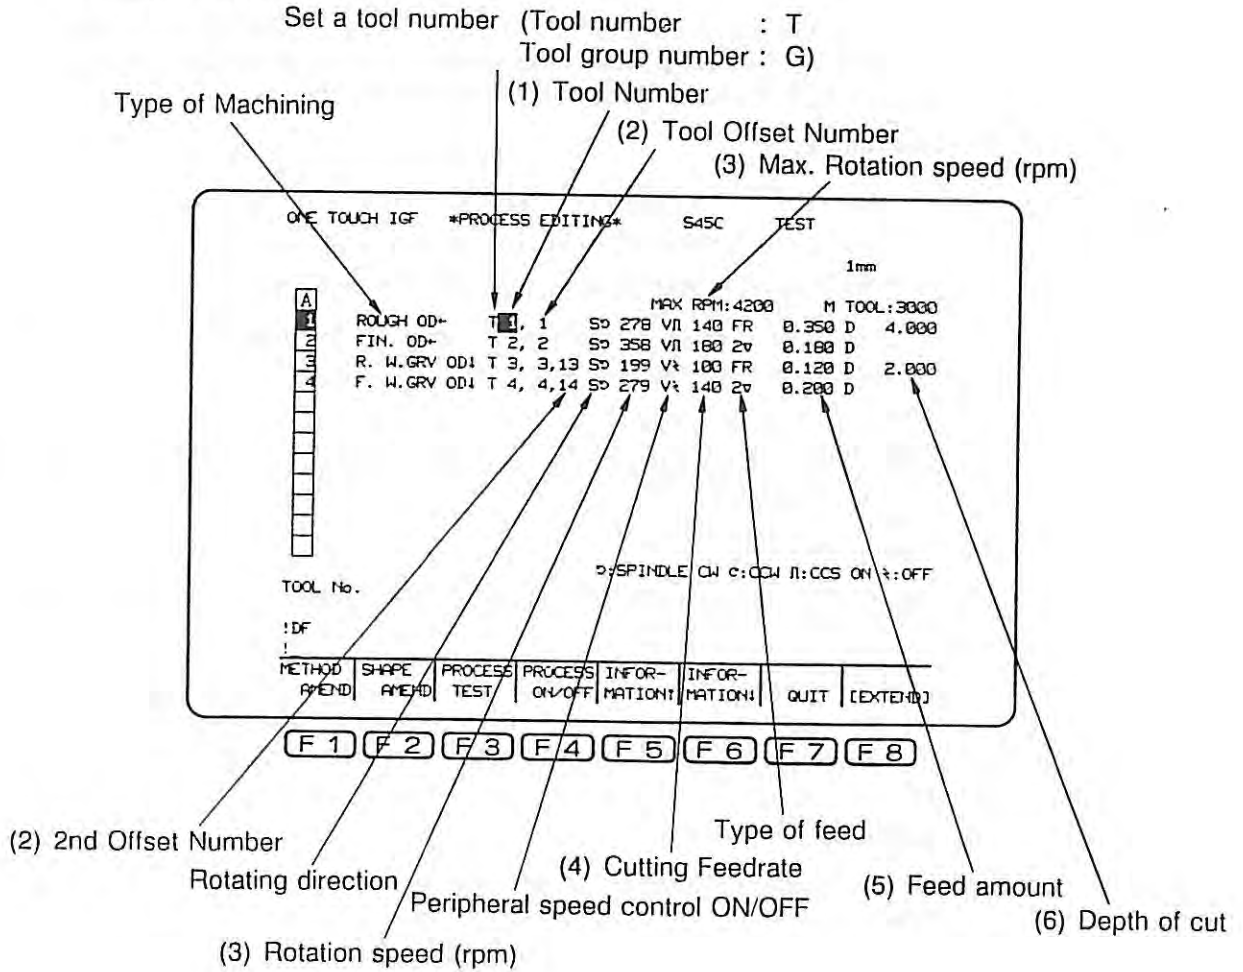 Set a tool number (Tool number : T
Tool group number : G)
(1) Tool Number
Type of Machining
(2) Tool Offset Number
(3) Max. Rotation speed (rpm)
ONE TOUCH IGF *PROCESS EDITING* S45C TEST
1mm
A
MAX RPM:4200 M TOOL:3000
1 ROUGH OD← T 1, 1 Sↄ 278 V⊓ 140 FR 0.350 D 4.000
2 FIN. OD← T 2, 2 Sↄ 358 V⊓ 180 2▿ 0.180 D
3 R. W.GRV OD↓ T 3, 3,13 Sↄ 199 V 100 FR 0.120 D 2.000
4 F. W.GRV OD↓ T 4, 4,14 Sↄ 279 V 140 2▿ 0.200 D
ↄ:SPINDLE CW c:CCW ⊓:CCS ON :OFF
TOOL No.
!DF
!
METHOD AMEND SHAPE AMEND PROCESS TEST PROCESS ON/OFF INFOR-MATION↑ INFOR-MATION↓ QUIT [EXTEND]
F 1 F 2 F 3 F 4 F 5 F 6 F 7 F 8
(2) 2nd Offset Number
Type of feed
(4) Cutting Feedrate
Rotating direction
(5) Feed amount
Peripheral speed control ON/OFF
(6) Depth of cut
(3) Rotation speed (rpm)